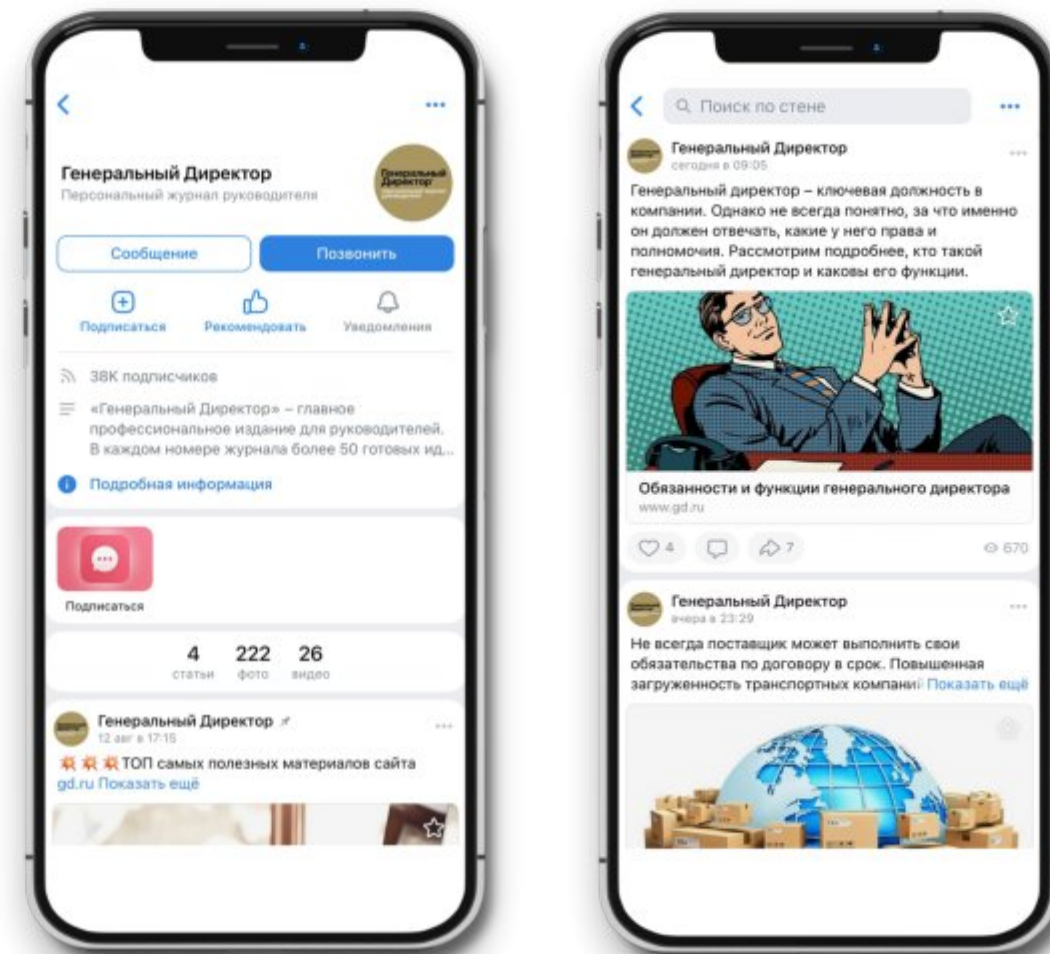 Генеральный Директор
Персональный журнал руководителя
Генеральный
Директор
Сообщение
Позвонить
Подписаться
Рекомендовать
Уведомления
38K подписчиков
«Генеральный Директор» – главное
профессиональное издание для руководителей.
В каждом номере журнала более 50 готовых ид...
Подробная информация
Подписаться
4 222 26
статьи фото видео
Генеральный Директор
12 авг в 17:15
ТОП самых полезных материалов сайта
gd.ru Показать ещё
Поиск по стене
Генеральный Директор
сегодня в 09:05
Генеральный директор – ключевая должность в
компании. Однако не всегда понятно, за что именно
он должен отвечать, какие у него права и
полномочия. Рассмотрим подробнее, кто такой
генеральный директор и каковы его функции.
Обязанности и функции генерального директора
www.gd.ru
4 7 670
Генеральный Директор
вчера в 23:29
Не всегда поставщик может выполнить свои
обязательства по договору в срок. Повышенная
загруженность транспортных компаний Показать ещё